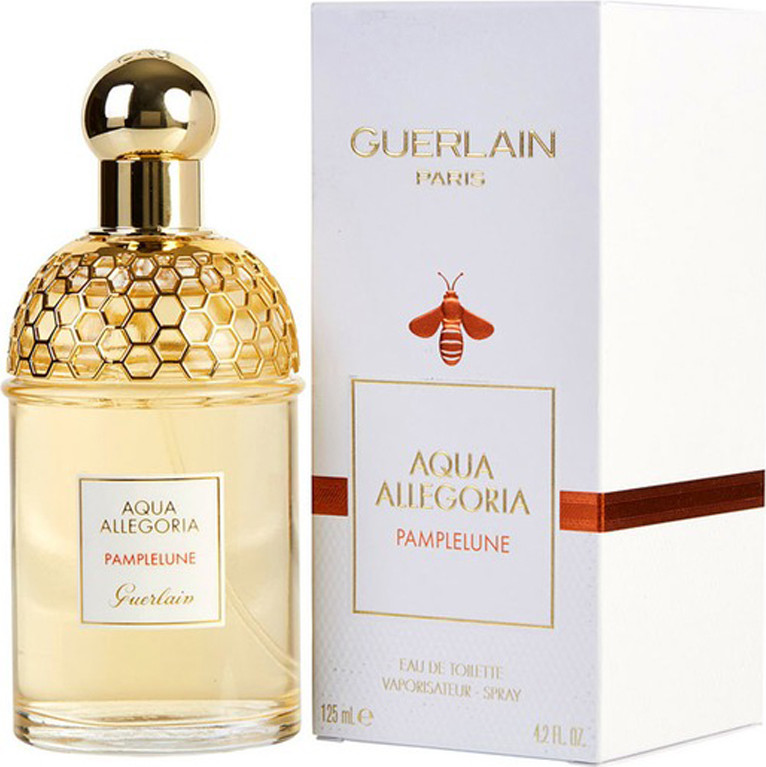 AQUA
ALLEGORIA
PAMPLELUNE
Guerlain
GUERLAIN
PARIS
AQUA
ALLEGORIA
PAMPLELUNE
EAU DE TOILETTE
VAPORISATEUR - SPRAY
125 mL ℮
4.2 FL. OZ.